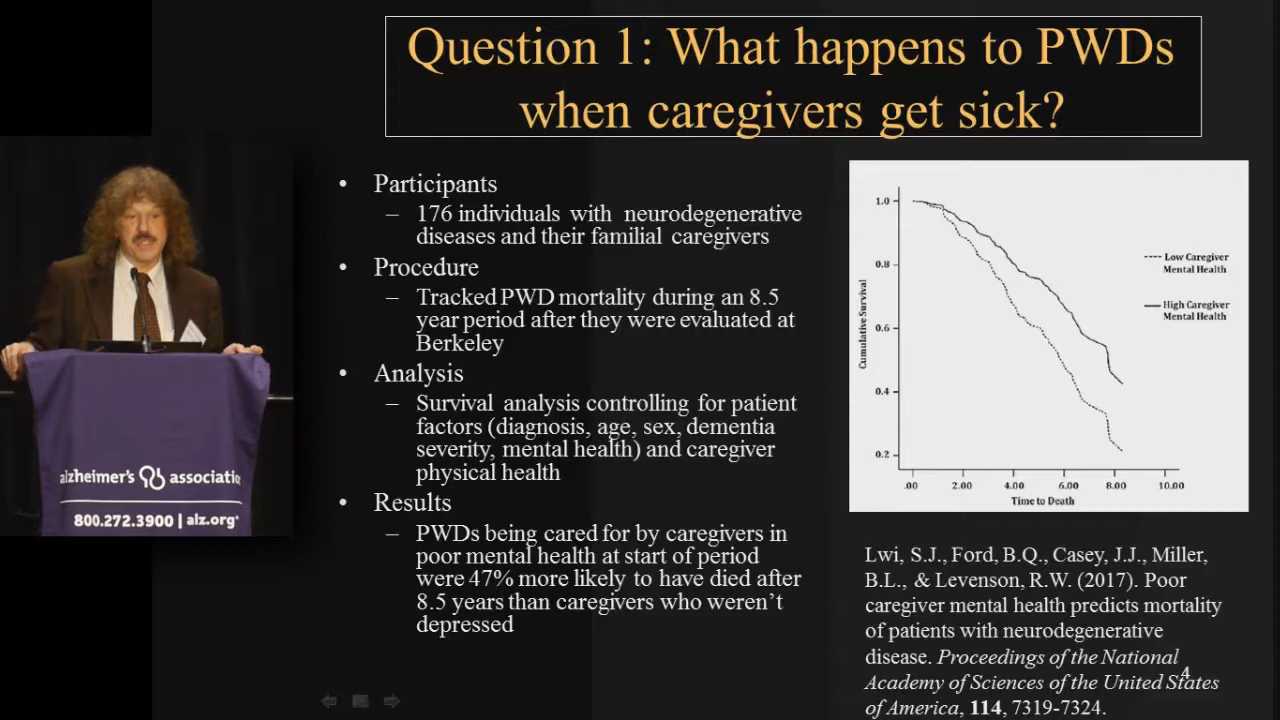 Question 1: What happens to PWDs
when caregivers get sick?
• Participants
– 176 individuals with neurodegenerative
diseases and their familial caregivers
• Procedure
– Tracked PWD mortality during an 8.5
year period after they were evaluated at
Berkeley
• Analysis
– Survival analysis controlling for patient
factors (diagnosis, age, sex, dementia
severity, mental health) and caregiver
physical health
• Results
– PWDs being cared for by caregivers in
poor mental health at start of period
were 47% more likely to have died after
8.5 years than caregivers who weren't
depressed
1.0
0.8
0.6
0.4
0.2
Cumulative Survival
.00 2.00 4.00 6.00 8.00 10.00
Time to Death
Low Caregiver
Mental Health
High Caregiver
Mental Health
Lwi, S.J., Ford, B.Q., Casey, J.J., Miller,
B.L., & Levenson, R.W. (2017). Poor
caregiver mental health predicts mortality
of patients with neurodegenerative
disease. Proceedings of the National
Academy of Sciences of the United States
of America, 114, 7319-7324.
4
alzheimer's associatio
800.272.3900 | alz.org